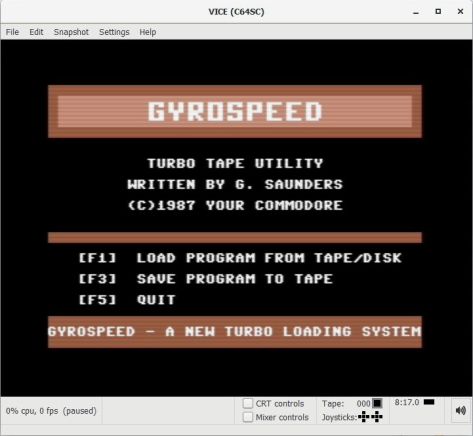 VICE (C64SC)
File Edit Snapshot Settings Help
GYROSPEED
TURBO TAPE UTILITY
WRITTEN BY G. SAUNDERS
(C)1987 YOUR COMMODORE
[F1] LOAD PROGRAM FROM TAPE/DISK
[F3] SAVE PROGRAM TO TAPE
[F5] QUIT
GYROSPEED - A NEW TURBO LOADING SYSTEM
0% cpu, 0 fps (paused)
CRT controls
Mixer controls
Tape: 000
Joysticks:
8:17.0